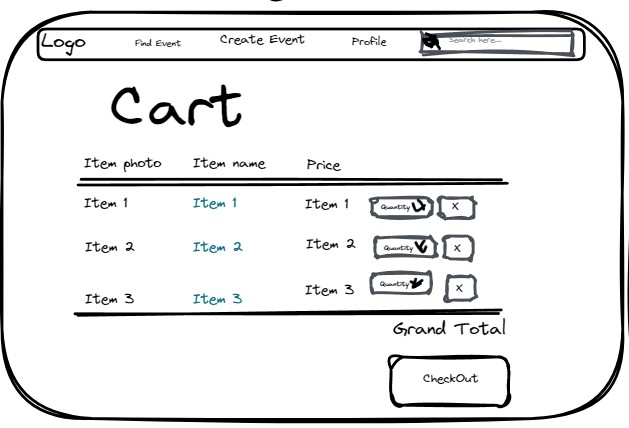 Logo Find Event Create Event Profile Search here...
Cart
Item photo Item name Price
Item 1 Item 1 Item 1 Quantity X
Item 2 Item 2 Item 2 Quantity X
Item 3 Item 3 Item 3 Quantity X
Grand Total
CheckOut